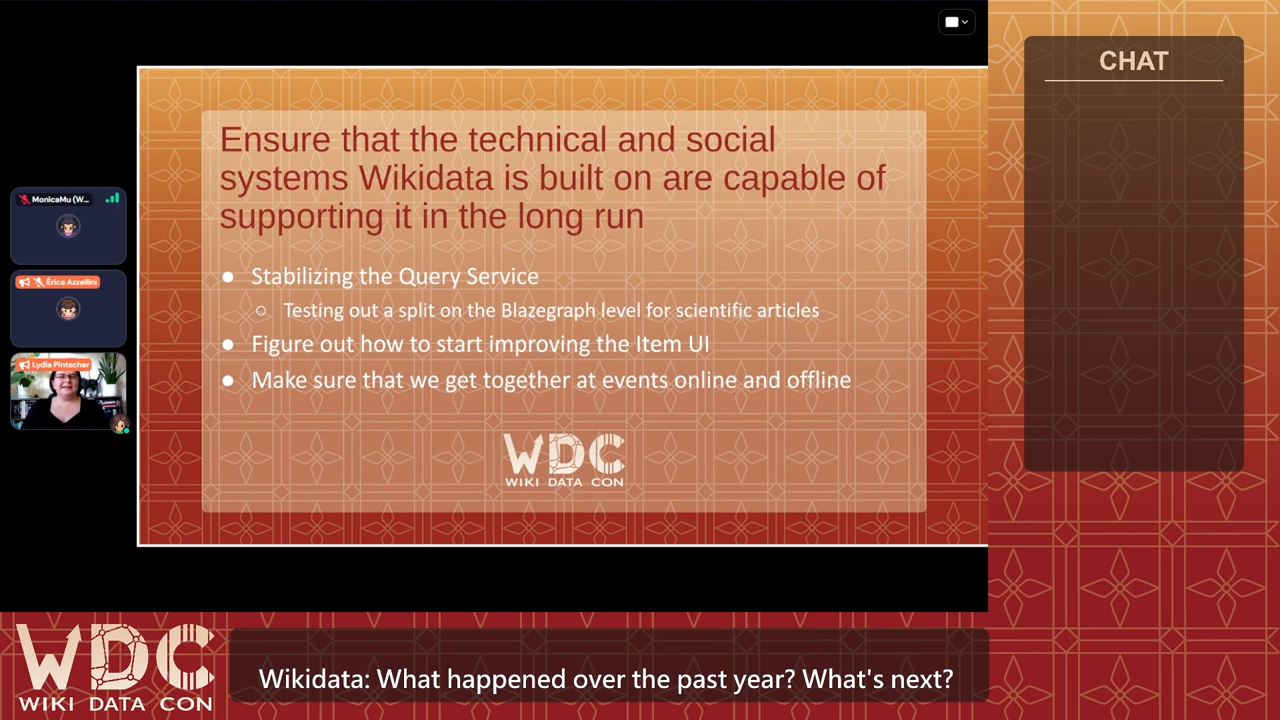 CHAT
Ensure that the technical and social
systems Wikidata is built on are capable of
supporting it in the long run
● Stabilizing the Query Service
○ Testing out a split on the Blazegraph level for scientific articles
● Figure out how to start improving the Item UI
● Make sure that we get together at events online and offline
WDC
WIKI DATA CON
MonicaMu (W...
Érica Azzellini
Lydia Pintscher
WDC
WIKI DATA CON
Wikidata: What happened over the past year? What's next?